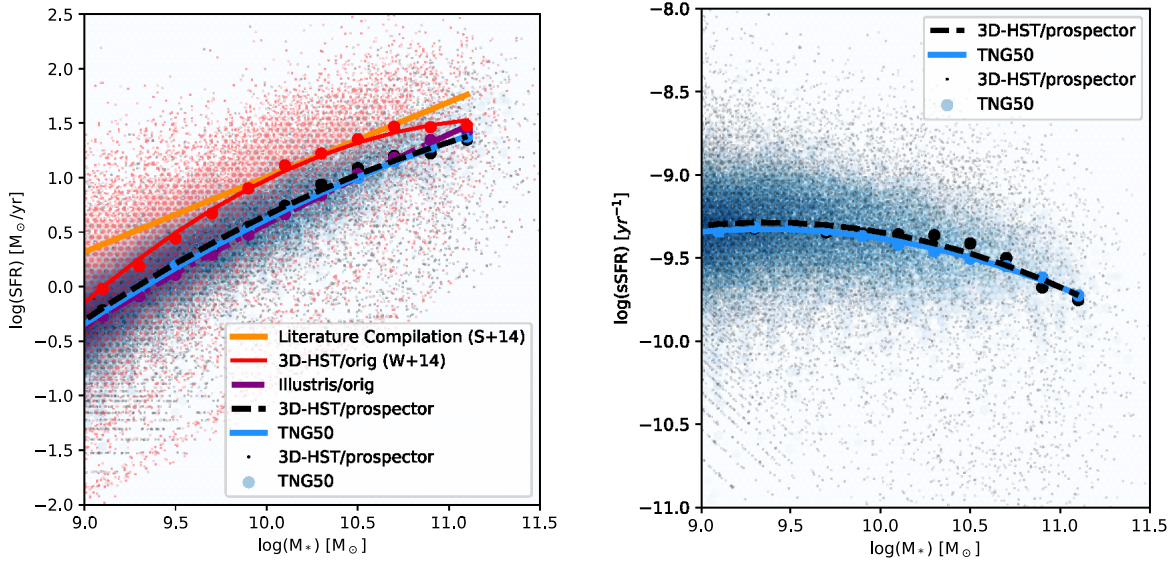 2.5
2.0
1.5
1.0
0.5
0.0
−0.5
−1.0
−1.5
−2.0
log(SFR) [M⊙/yr]
9.0 9.5 10.0 10.5 11.0 11.5
log(M*) [M⊙]
Literature Compilation (S+14)
3D-HST/orig (W+14)
Illustris/orig
3D-HST/prospector
TNG50
3D-HST/prospector
TNG50
−8.0
−8.5
−9.0
−9.5
−10.0
−10.5
−11.0
log(sSFR) [yr⁻¹]
9.0 9.5 10.0 10.5 11.0 11.5
log(M*) [M⊙]
3D-HST/prospector
TNG50
3D-HST/prospector
TNG50